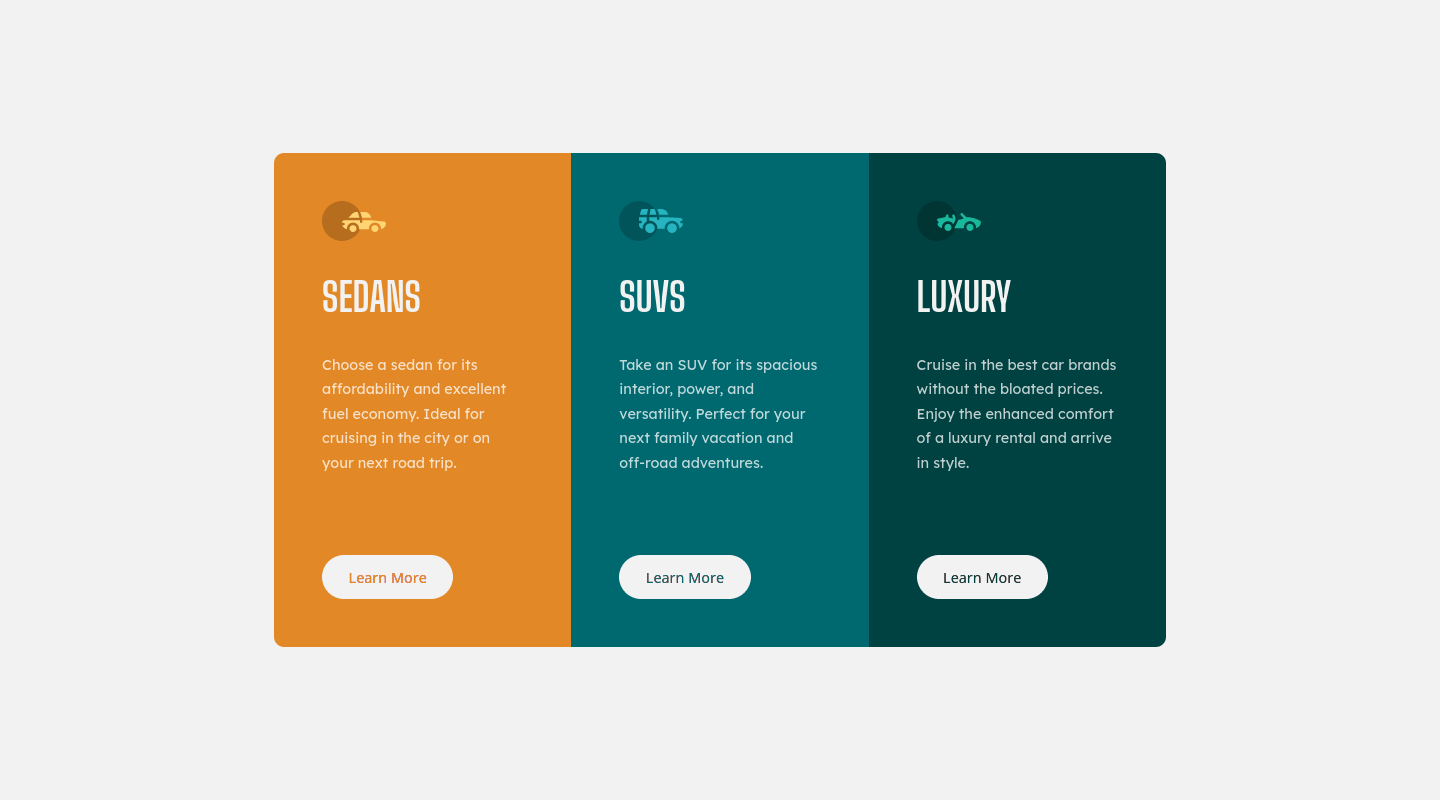 SEDANS
Choose a sedan for its
affordability and excellent
fuel economy. Ideal for
cruising in the city or on
your next road trip.
Learn More
SUVS
Take an SUV for its spacious
interior, power, and
versatility. Perfect for your
next family vacation and
off-road adventures.
Learn More
LUXURY
Cruise in the best car brands
without the bloated prices.
Enjoy the enhanced comfort
of a luxury rental and arrive
in style.
Learn More